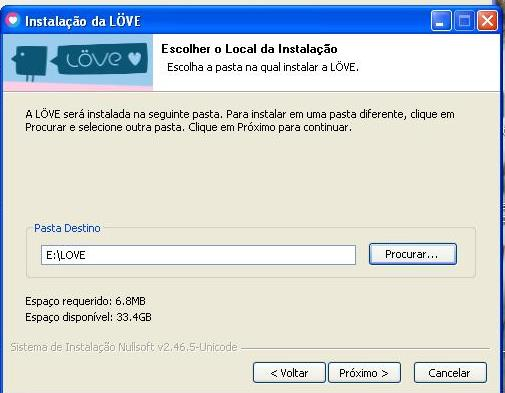 Instalação da LÖVE
LÖVE
Escolher o Local da Instalação
Escolha a pasta na qual instalar a LÖVE.
A LÖVE será instalada na seguinte pasta. Para instalar em uma pasta diferente, clique em
Procurar e selecione outra pasta. Clique em Próximo para continuar.
Pasta Destino
E:\LOVE
Procurar...
Espaço requerido: 6.8MB
Espaço disponível: 33.4GB
Sistema de Instalação Nullsoft v2.46.5-Unicode
< Voltar
Próximo >
Cancelar